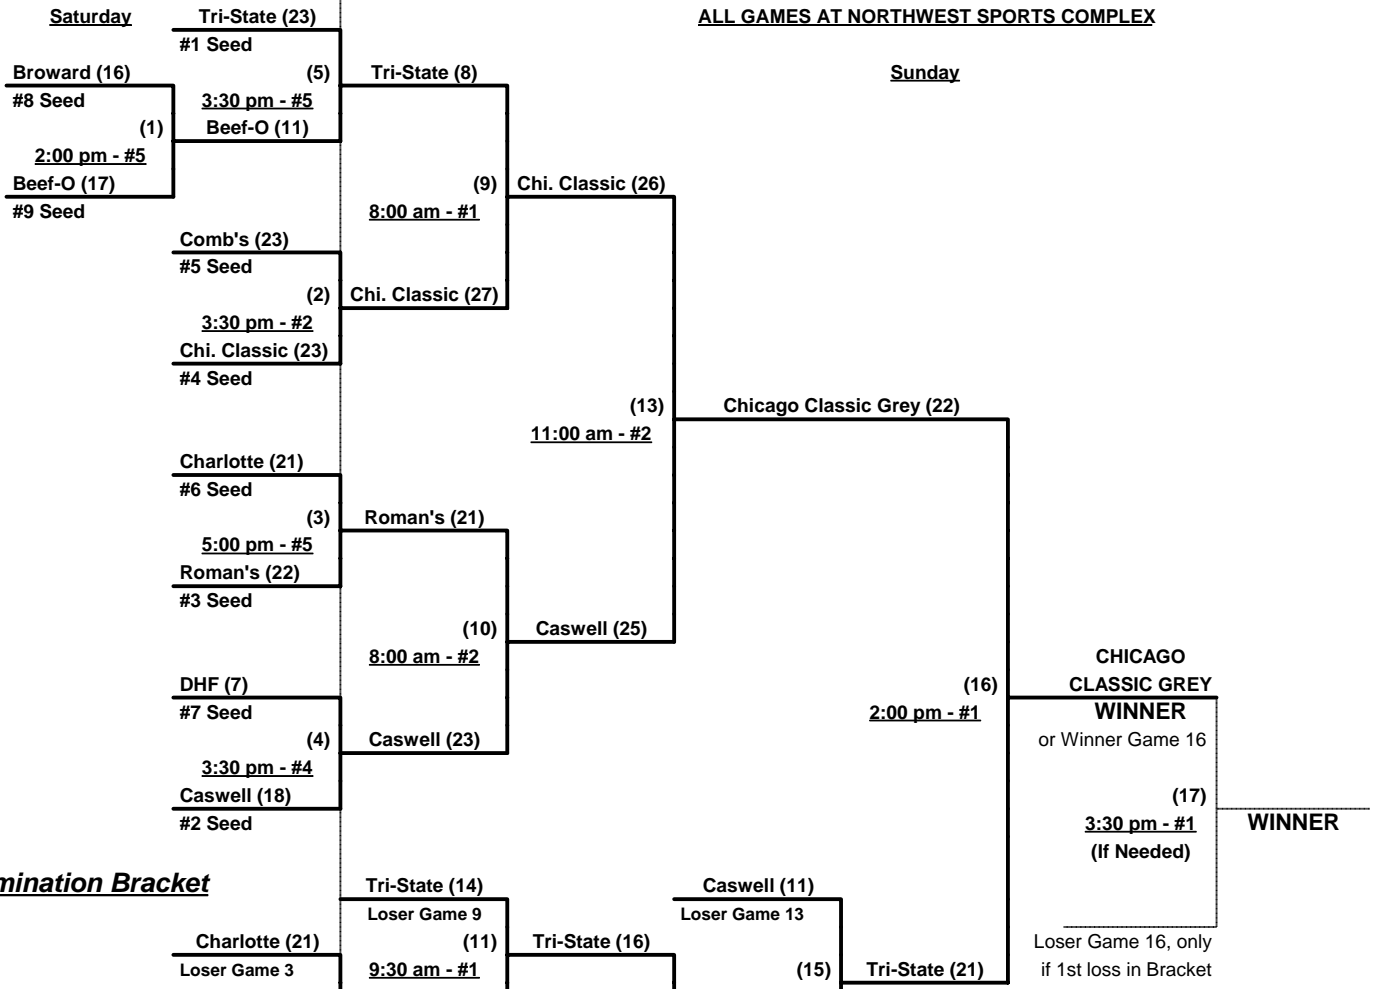 Saturday
Tri-State (23)
ALL GAMES AT NORTHWEST SPORTS COMPLEX
#1 Seed
Broward (16)
(5)
Tri-State (8)
Sunday
#8 Seed
3:30 pm - #5
(1)
Beef-O (11)
2:00 pm - #5
Beef-O (17)
(9)
Chi. Classic (26)
#9 Seed
8:00 am - #1
Comb's (23)
#5 Seed
(2)
Chi. Classic (27)
3:30 pm - #2
Chi. Classic (23)
#4 Seed
(13)
Chicago Classic Grey (22)
11:00 am - #2
Charlotte (21)
#6 Seed
(3)
Roman's (21)
5:00 pm - #5
Roman's (22)
#3 Seed
(10)
Caswell (25)
8:00 am - #2
CHICAGO
DHF (7)
(16)
CLASSIC GREY
#7 Seed
2:00 pm - #1
WINNER
(4)
Caswell (23)
or Winner Game 16
3:30 pm - #4
Caswell (18)
(17)
#2 Seed
3:30 pm - #1
WINNER
(If Needed)
mination Bracket
Tri-State (14)
Caswell (11)
Loser Game 9
Loser Game 13
Charlotte (21)
(11)
Tri-State (16)
Loser Game 16, only
Loser Game 3
9:30 am - #1
(15)
Tri-State (21)
if 1st loss in Bracket